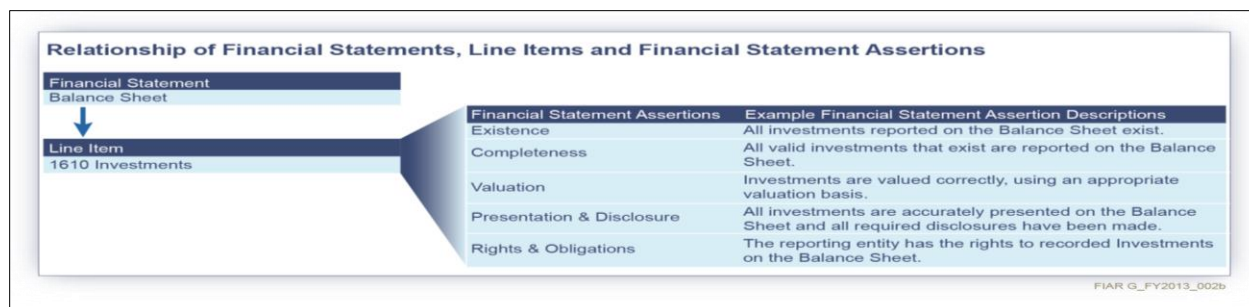 Relationship of Financial Statements, Line Items and Financial Statement Assertions
Financial Statement
Balance Sheet
Line Item
1610 Investments
Financial Statement Assertions Example Financial Statement Assertion Descriptions
Existence All investments reported on the Balance Sheet exist.
Completeness All valid investments that exist are reported on the Balance
Sheet.
Valuation Investments are valued correctly, using an appropriate
valuation basis.
Presentation & Disclosure All investments are accurately presented on the Balance
Sheet and all required disclosures have been made.
Rights & Obligations The reporting entity has the rights to recorded Investments
on the Balance Sheet.
FIAR G_FY2013_002b